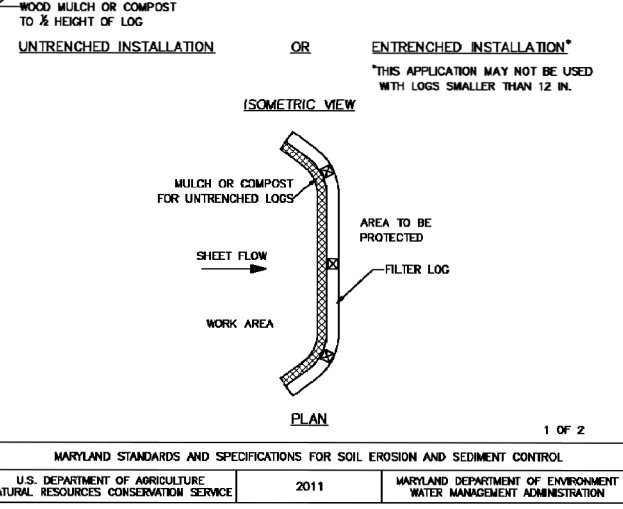 WOOD MULCH OR COMPOST
TO ½ HEIGHT OF LOG
UNTRENCHED INSTALLATION OR ENTRENCHED INSTALLATION*
*THIS APPLICATION MAY NOT BE USED
WITH LOGS SMALLER THAN 12 IN.
ISOMETRIC VIEW
MULCH OR COMPOST
FOR UNTRENCHED LOGS
AREA TO BE
PROTECTED
SHEET FLOW
FILTER LOG
WORK AREA
PLAN
1 OF 2
MARYLAND STANDARDS AND SPECIFICATIONS FOR SOIL EROSION AND SEDIMENT CONTROL
U.S. DEPARTMENT OF AGRICULTURE
ATURAL RESOURCES CONSERVATION SERVICE
2011
MARYLAND DEPARTMENT OF ENVIRONMENT
WATER MANAGEMENT ADMINISTRATION